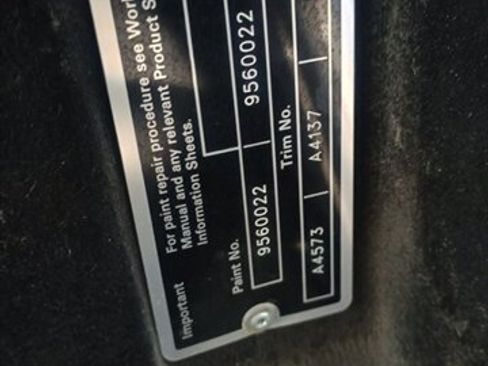 Important
For paint repair procedure see
Manual and any relevant Product
Information Sheets.
Paint No.
9560022 9560022
Trim No.
A4573 A4137